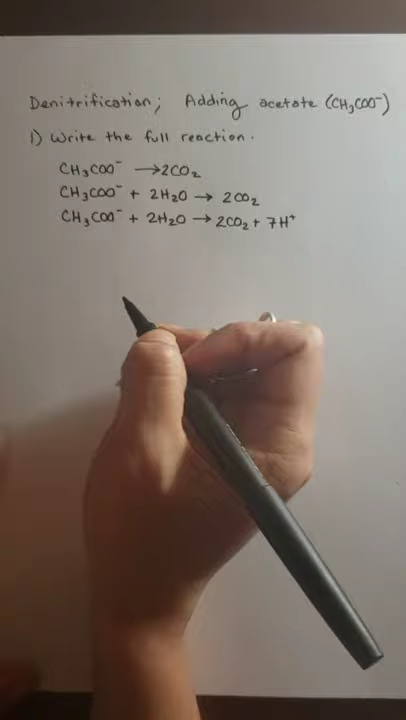 Denitrification; Adding acetate (CH₃COO⁻)
1) Write the full reaction.
CH₃COO⁻ → 2CO₂
CH₃COO⁻ + 2H₂O → 2CO₂
CH₃COO⁻ + 2H₂O → 2CO₂ + 7H⁺